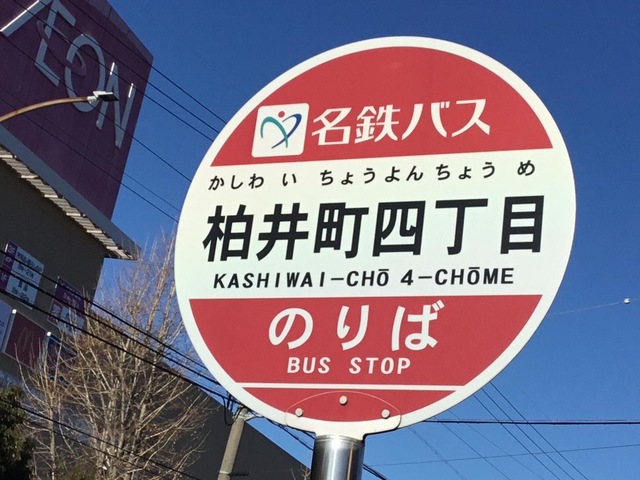 AEON
名鉄バス
かしわ い ちょうよんちょう め
柏井町四丁目
KASHIWAI-CHŌ 4-CHŌME
のりば
BUS STOP